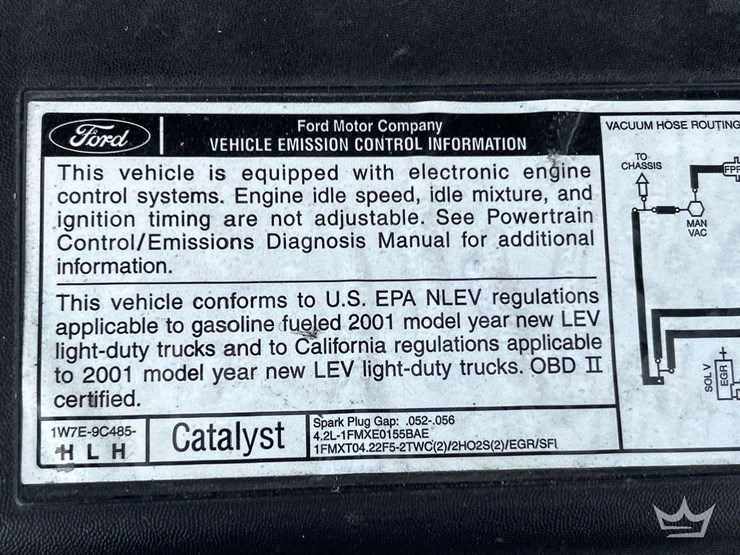 Ford
Ford Motor Company
VEHICLE EMISSION CONTROL INFORMATION
This vehicle is equipped with electronic engine
control systems. Engine idle speed, idle mixture, and
ignition timing are not adjustable. See Powertrain
Control/Emissions Diagnosis Manual for additional
information.
This vehicle conforms to U.S. EPA NLEV regulations
applicable to gasoline fueled 2001 model year new LEV
light-duty trucks and to California regulations applicable
to 2001 model year new LEV light-duty trucks. OBD II
certified.
1W7E-9C485-
H L H
Catalyst
Spark Plug Gap: .052-.056
4.2L-1FMXE0155BAE
1FMXT04.22F5-2TWC(2)/2HO2S(2)/EGR/SFI
VACUUM HOSE ROUTING
TO
CHASSIS
FPR
MAN
VAC
SOL V
EGR